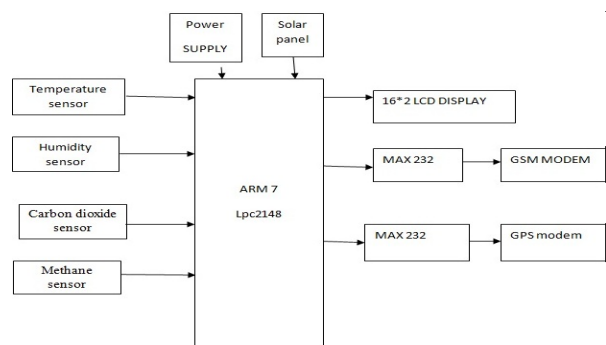 Power
SUPPLY
Solar
panel
Temperature
sensor
Humidity
sensor
Carbon dioxide
sensor
Methane
sensor
ARM 7
Lpc2148
16*2 LCD DISPLAY
MAX 232
GSM MODEM
MAX 232
GPS modem